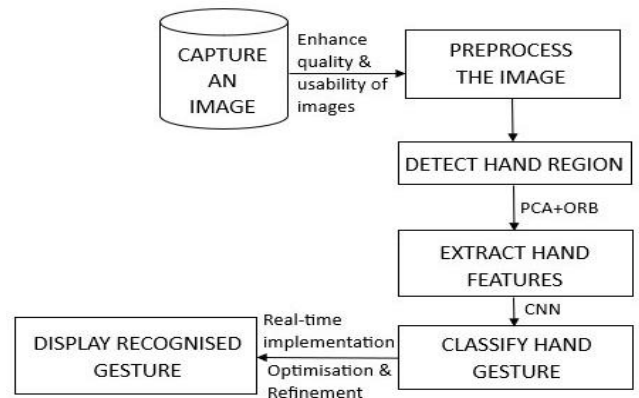 CAPTURE
AN
IMAGE
Enhance
quality &
usability of
images
PREPROCESS
THE IMAGE
DETECT HAND REGION
PCA+ORB
EXTRACT HAND
FEATURES
CNN
CLASSIFY HAND
GESTURE
Real-time
implementation
Optimisation &
Refinement
DISPLAY RECOGNISED
GESTURE